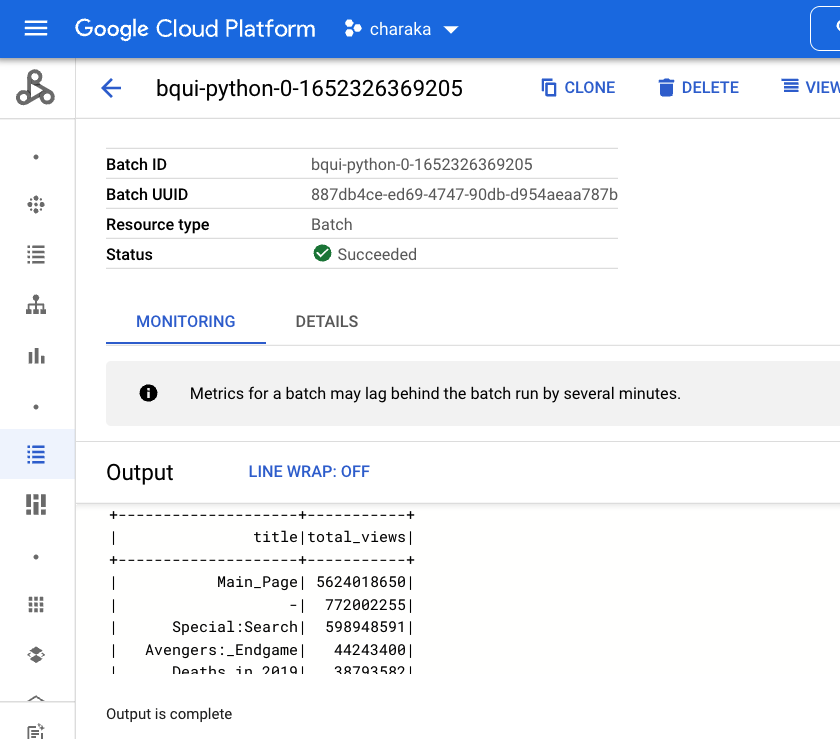 Google Cloud Platform charaka
bqui-python-0-1652326369205 CLONE DELETE VIEW
Batch ID bqui-python-0-1652326369205
Batch UUID 887db4ce-ed69-4747-90db-d954aeaa787b
Resource type Batch
Status Succeeded
MONITORING DETAILS
Metrics for a batch may lag behind the batch run by several minutes.
Output LINE WRAP: OFF
+--------------------+-----------+
|               title|total_views|
+--------------------+-----------+
|           Main_Page| 5624018650|
|                   -|  772002255|
|      Special:Search|  598948591|
|   Avengers:_Endgame|   44243400|
|      Deaths_in_2019|   38793582|
Output is complete